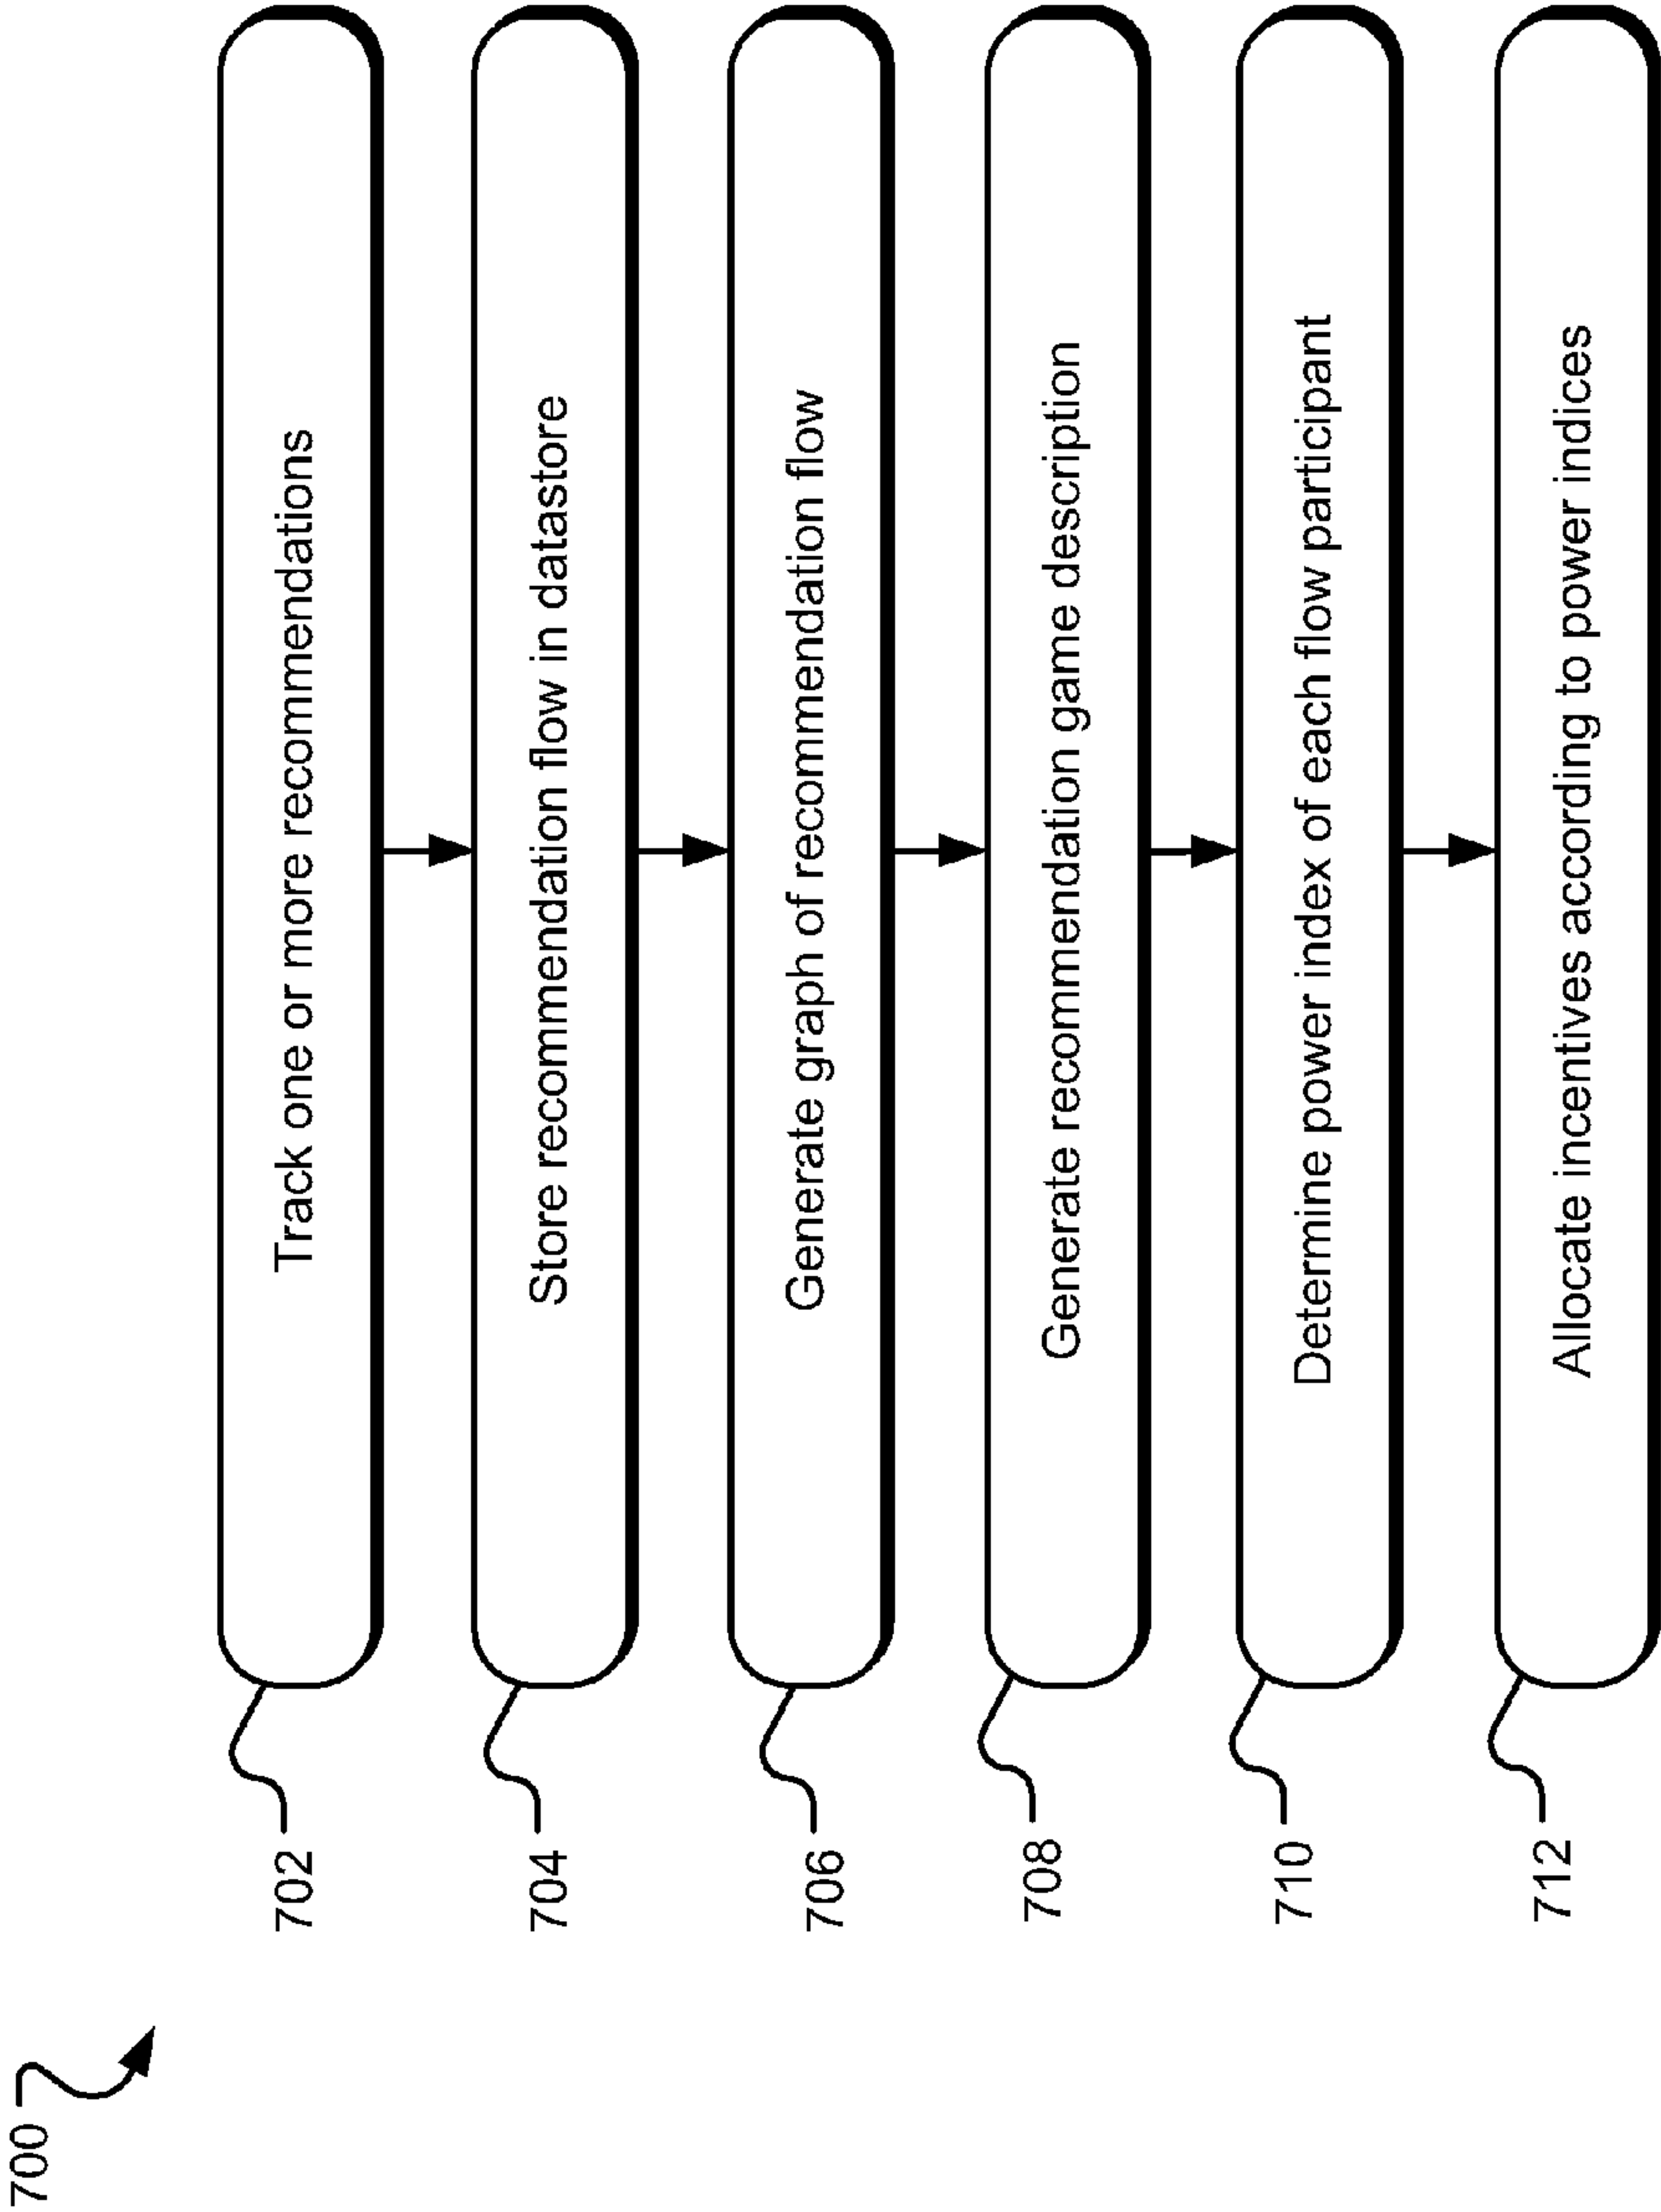 700
702
Track one or more recommendations
704
Store recommendation flow in datastore
706
Generate graph of recommendation flow
708
Generate recommendation game description
710
Determine power index of each flow participant
712
Allocate incentives according to power indices